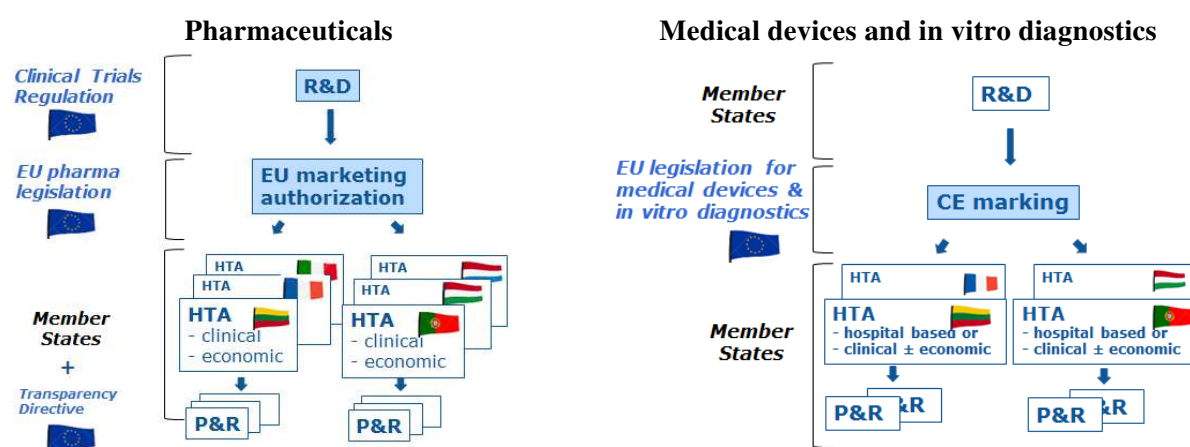 Pharmaceuticals
Clinical Trials
Regulation
R&D
EU pharma
legislation
EU marketing
authorization
HTA
HTA
HTA
- clinical
- economic
HTA
HTA
HTA
- clinical
- economic
Member
States
+
Transparency
Directive
P&R
P&R
Medical devices and in vitro diagnostics
Member
States
R&D
EU legislation for
medical devices &
in vitro diagnostics
CE marking
HTA
HTA
- hospital based or
- clinical ± economic
HTA
HTA
- hospital based or
- clinical ± economic
Member
States
P&R
&R
P&R
&R